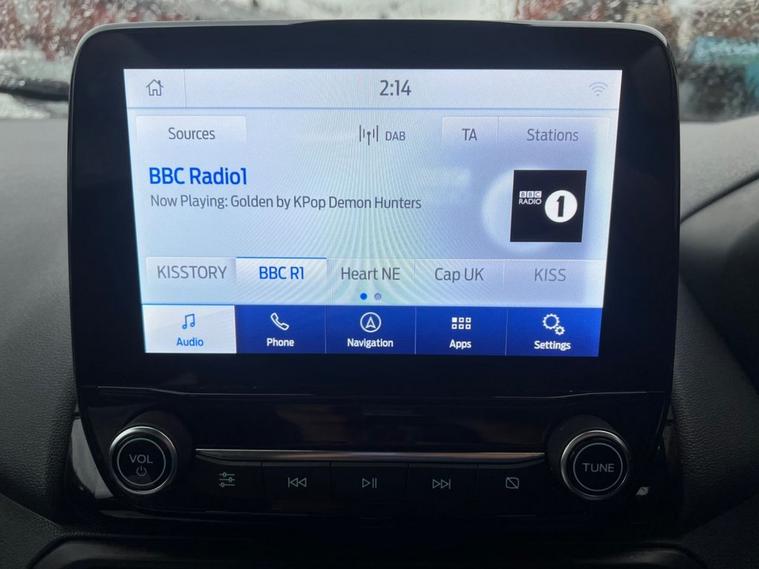 2:14
Sources
DAB
TA
Stations
BBC Radio1
Now Playing: Golden by KPop Demon Hunters
BBC
RADIO
1
KISSTORY
BBC R1
Heart NE
Cap UK
KISS
Audio
Phone
Navigation
Apps
Settings
VOL
TUNE